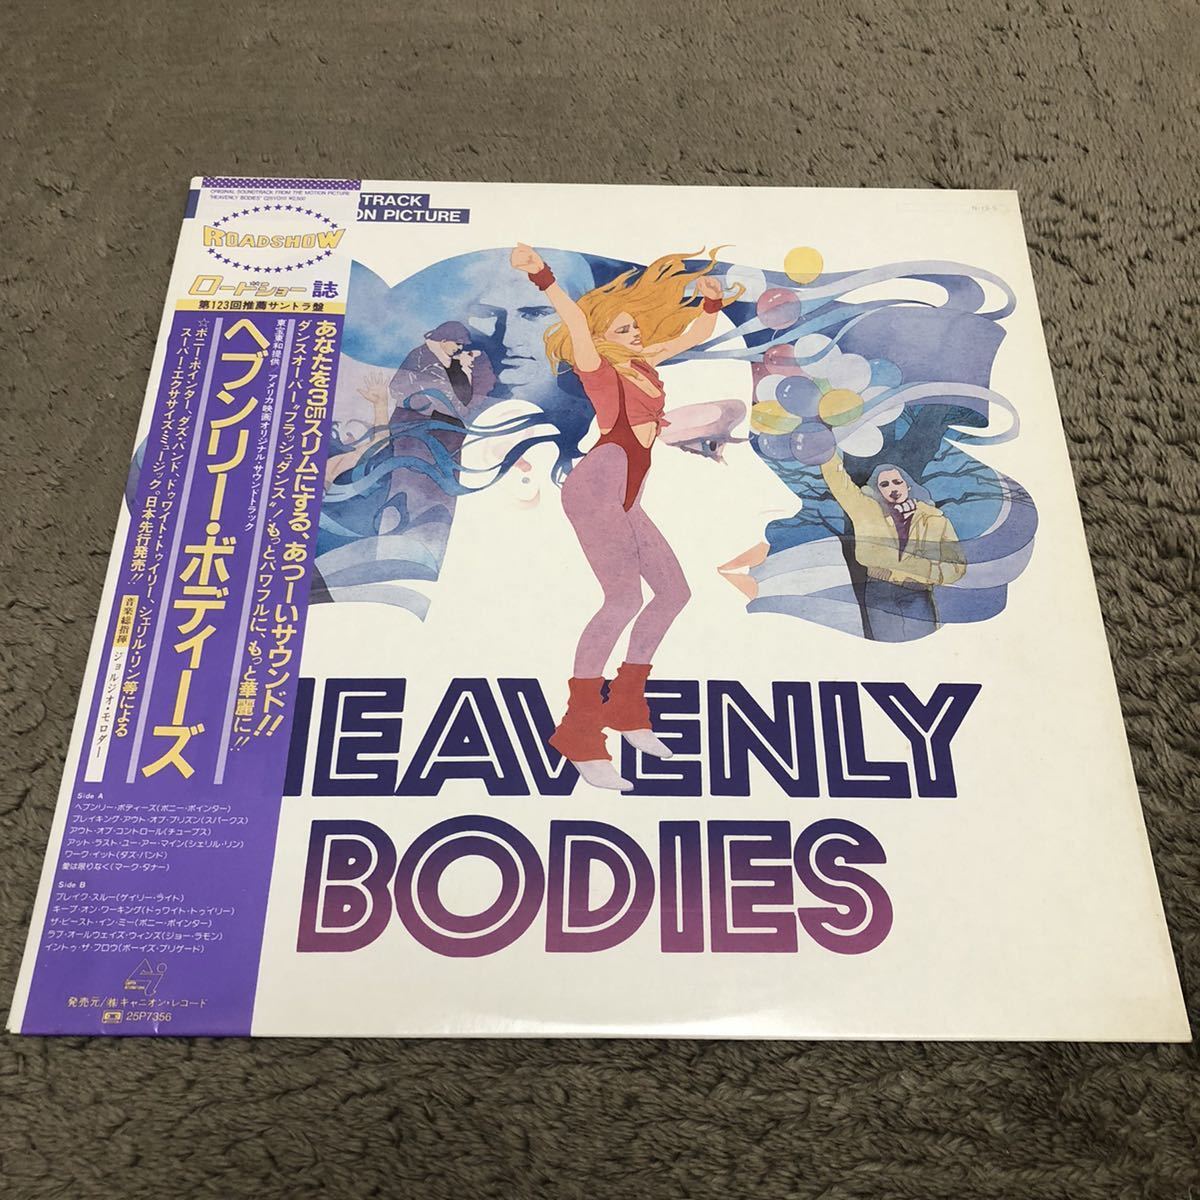 ORIGINAL SOUNDTRACK FROM THE MOTION PICTURE
"HEAVENLY BODIES" C25Y0111 ¥2,500
ROADSHOW
ロードショー 誌
第123回推薦サントラ盤
あなたを3cmスリムにする、あつーいサウンド!!
ダンスオーバー“フラッシュダンス”！もっとパワフルに、もっと華麗に!!
東宝東和提供 アメリカ映画オリジナル・サウンドトラック
ヘブンリー・ボディーズ
☆ボニー・ポインター、ダズ・バンド、ドゥワイト・トゥイリー、シェリル・リン等による
スーパー・エクササイズ・ミュージック。日本先行発売!!
音楽総指揮 ジョルジオ・モロダー
Side A
ヘブンリー・ボディーズ(ボニー・ポインター)
ブレイキング・アウト・オブ・プリズン(スパークス)
アウト・オブ・コントロール(チューブス)
アット・ラスト・ユー・アー・マイン(シェリル・リン)
ワーク・イット(ダズ・バンド)
愛は限りなく(マーク・タナー)
Side B
ブレイク・スルー(ゲイリー・ライト)
キープ・オン・ワーキング(ドゥワイト・トゥイリー)
ザ・ビースト・イン・ミー(ボニー・ポインター)
ラブ・オールウェイズ・ウィンズ(ジョー・ラモン)
イントゥ・ザ・フロウ(ボーイズ・ブリゲード)
発売元/㈱キャニオン・レコード
25P7356
TRACK
ON PICTURE
N-13-5
HEAVENLY
BODIES